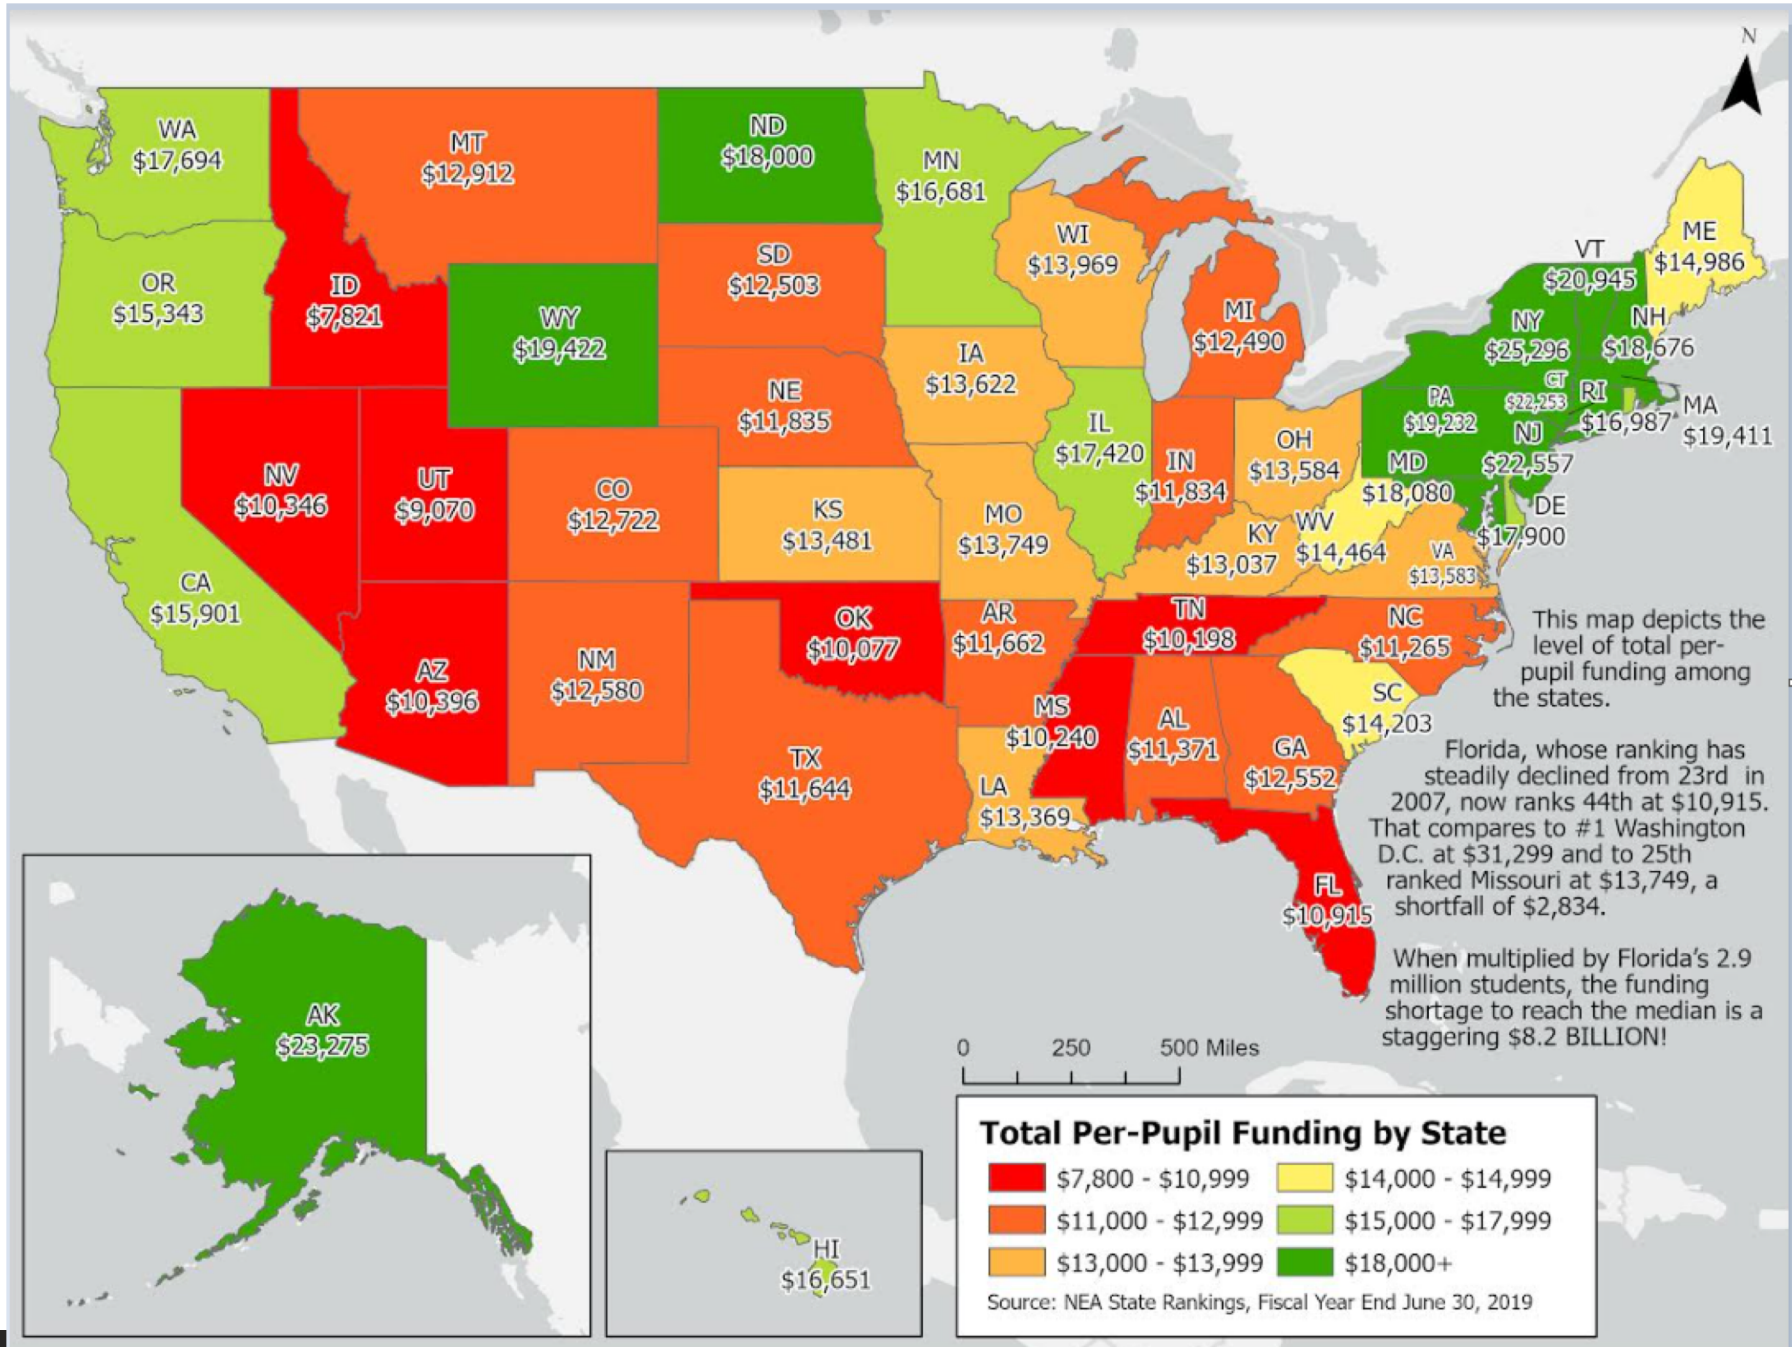 N
WA
$17,694
MT
$12,912
ND
$18,000
MN
$16,681
WI
$13,969
ME
$14,986
VT
$20,945
OR
$15,343
ID
$7,821
WY
$19,422
SD
$12,503
MI
$12,490
NY
$25,296
NH
$18,676
IA
$13,622
NE
$11,835
CT
$22,253
RI
$16,987
MA
$19,411
PA
$19,232
NJ
$22,557
IL
$17,420
IN
$11,834
OH
$13,584
MD
$18,080
DE
$17,900
NV
$10,346
UT
$9,070
CO
$12,722
KS
$13,481
MO
$13,749
KY
$13,037
WV
$14,464
VA
$13,583
CA
$15,901
AZ
$10,396
NM
$12,580
OK
$10,077
AR
$11,662
TN
$10,198
NC
$11,265
SC
$14,203
MS
$10,240
AL
$11,371
GA
$12,552
TX
$11,644
LA
$13,369
FL
$10,915
AK
$23,275
HI
$16,651
This map depicts the
level of total per-
pupil funding among
the states.
Florida, whose ranking has
steadily declined from 23rd in
2007, now ranks 44th at $10,915.
That compares to #1 Washington
D.C. at $31,299 and to 25th
ranked Missouri at $13,749, a
shortfall of $2,834.
When multiplied by Florida's 2.9
million students, the funding
shortage to reach the median is a
staggering $8.2 BILLION!
0 250 500 Miles
Total Per-Pupil Funding by State
$7,800 - $10,999 $14,000 - $14,999
$11,000 - $12,999 $15,000 - $17,999
$13,000 - $13,999 $18,000+
Source: NEA State Rankings, Fiscal Year End June 30, 2019